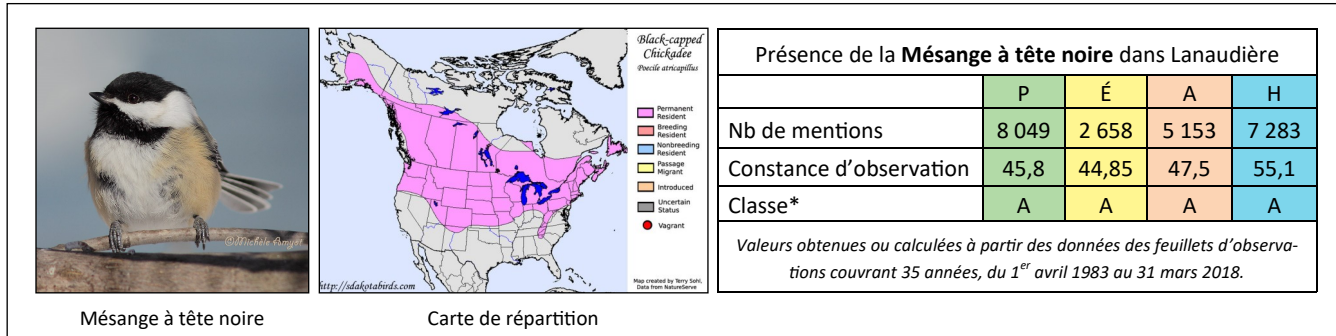 ©Michèle Amyot
Mésange à tête noire
Black-capped
Chickadee
Poecile atricapillus
Permanent
Resident
Breeding
Resident
Nonbreeding
Resident
Passage
Migrant
Introduced
Uncertain
Status
Vagrant
Map created by Terry Sohl,
Data from NatureServe
http://sdakotabirds.com
Carte de répartition
Présence de la Mésange à tête noire dans Lanaudière
P É A H
Nb de mentions 8 049 2 658 5 153 7 283
Constance d’observation 45,8 44,85 47,5 55,1
Classe* A A A A
Valeurs obtenues ou calculées à partir des données des feuillets d’observa-
tions couvrant 35 années, du 1er avril 1983 au 31 mars 2018.